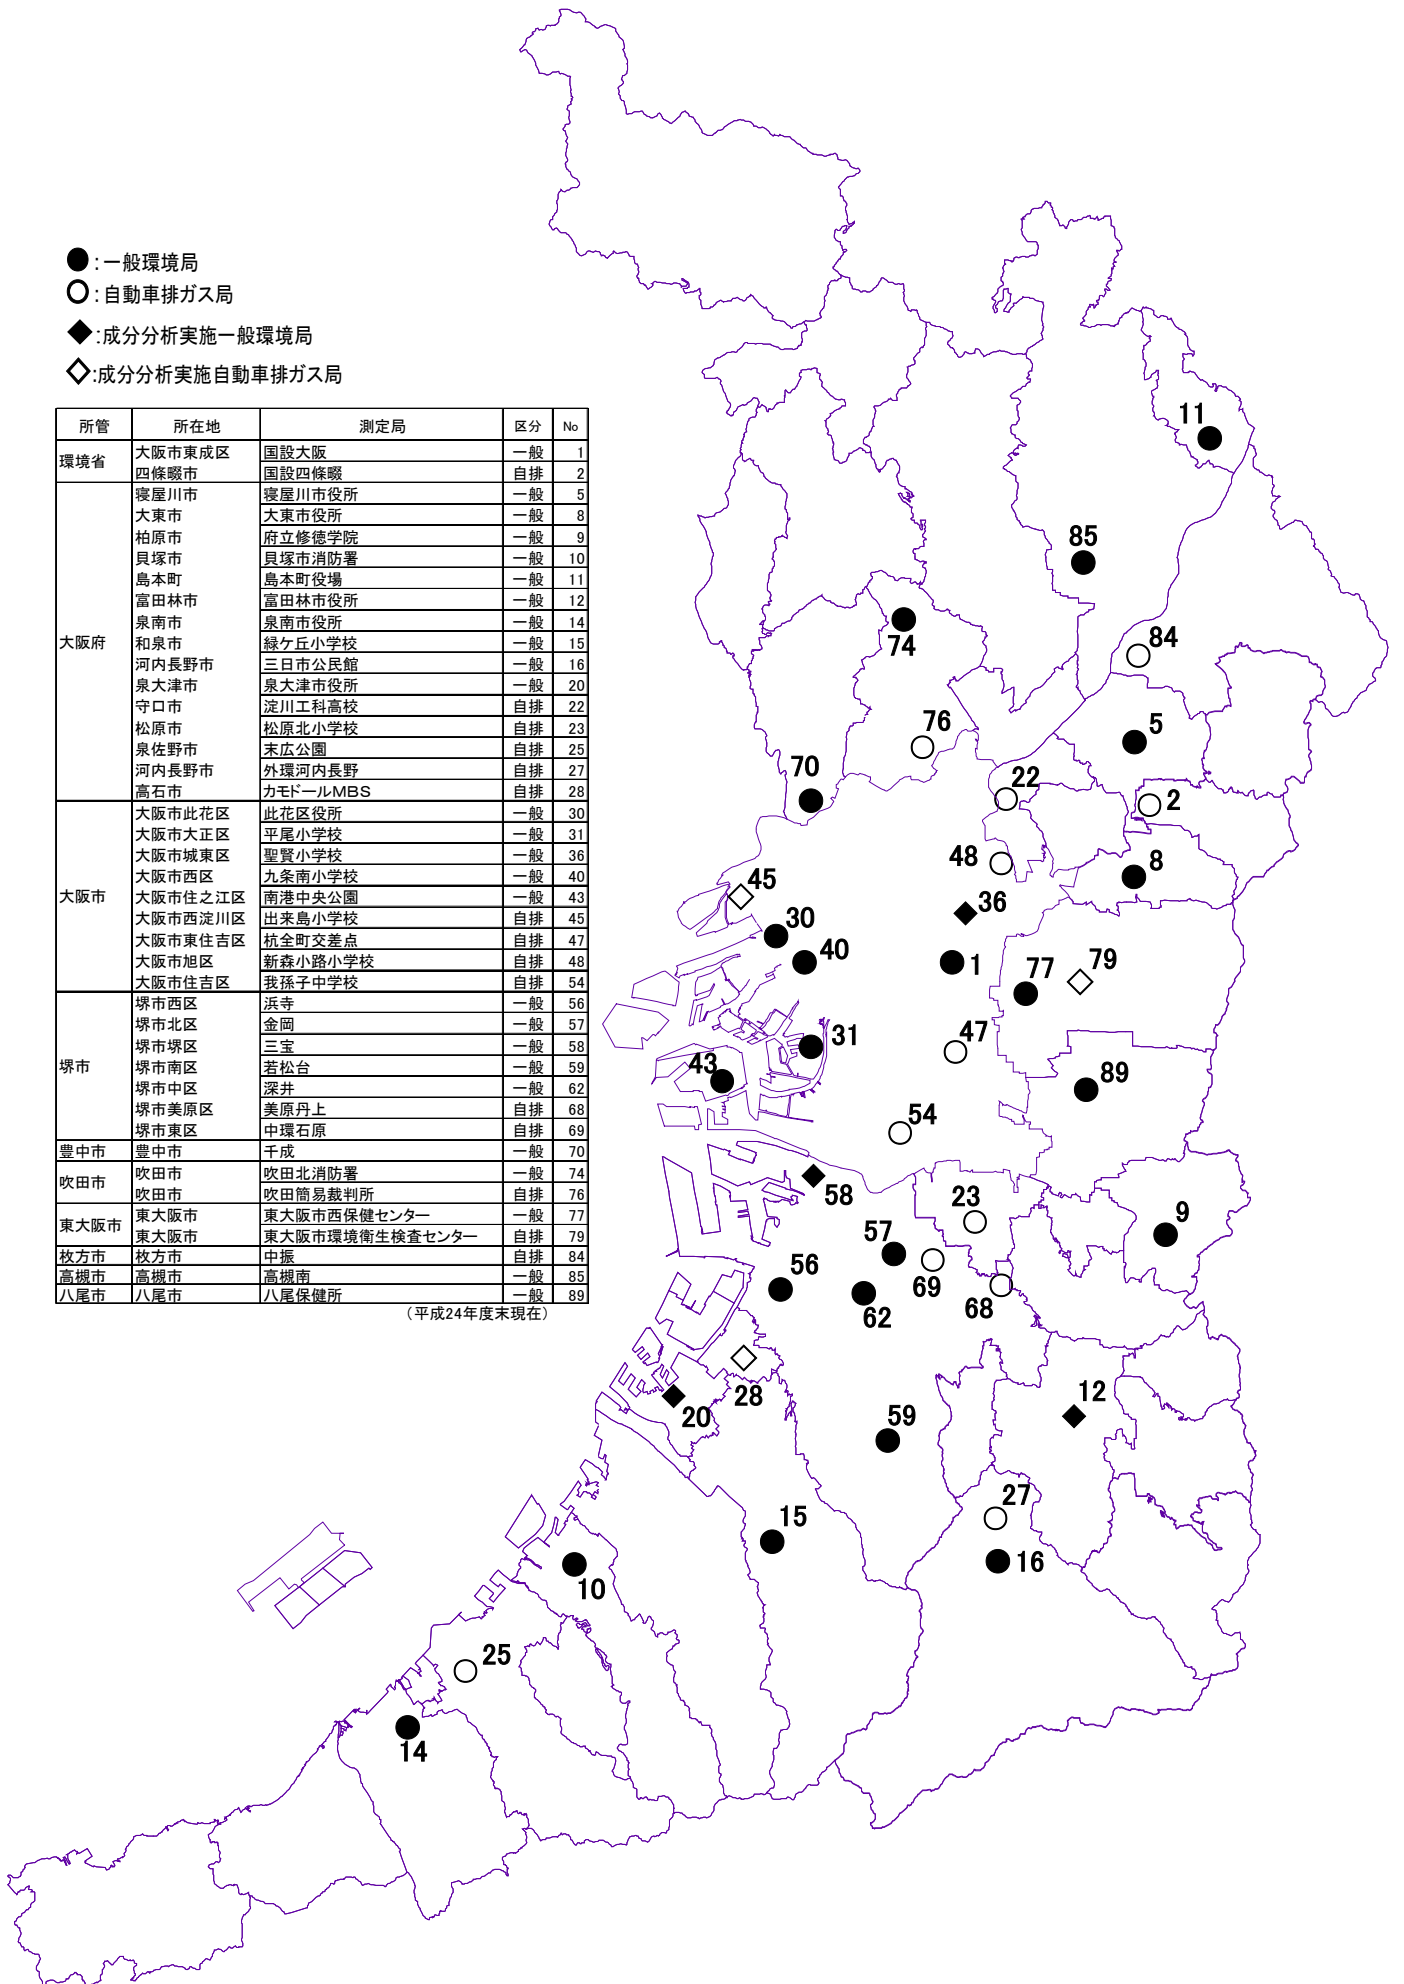 ●:一般環境局
○:自動車排ガス局
◆:成分分析実施一般環境局
◇:成分分析実施自動車排ガス局
所管 所在地 測定局 区分 No
環境省 大阪市東成区 国設大阪 一般 1
四條畷市 国設四條畷 自排 2
大阪府 寝屋川市 寝屋川市役所 一般 5
大東市 大東市役所 一般 8
柏原市 府立修徳学院 一般 9
貝塚市 貝塚市消防署 一般 10
島本町 島本町役場 一般 11
富田林市 富田林市役所 一般 12
泉南市 泉南市役所 一般 14
和泉市 緑ケ丘小学校 一般 15
河内長野市 三日市公民館 一般 16
泉大津市 泉大津市役所 一般 20
守口市 淀川工科高校 自排 22
松原市 松原北小学校 自排 23
泉佐野市 末広公園 自排 25
河内長野市 外環河内長野 自排 27
高石市 カモドールMBS 自排 28
大阪市 大阪市此花区 此花区役所 一般 30
大阪市大正区 平尾小学校 一般 31
大阪市城東区 聖賢小学校 一般 36
大阪市西区 九条南小学校 一般 40
大阪市住之江区 南港中央公園 一般 43
大阪市西淀川区 出来島小学校 自排 45
大阪市東住吉区 杭全町交差点 自排 47
大阪市旭区 新森小路小学校 自排 48
大阪市住吉区 我孫子中学校 自排 54
堺市 堺市西区 浜寺 一般 56
堺市北区 金岡 一般 57
堺市堺区 三宝 一般 58
堺市南区 若松台 一般 59
堺市中区 深井 一般 62
堺市美原区 美原丹上 自排 68
堺市東区 中環石原 自排 69
豊中市 豊中市 千成 一般 70
吹田市 吹田市 吹田北消防署 一般 74
吹田市 吹田簡易裁判所 自排 76
東大阪市 東大阪市 東大阪市西保健センター 一般 77
東大阪市 東大阪市環境衛生検査センター 自排 79
枚方市 枚方市 中振 自排 84
高槻市 高槻市 高槻南 一般 85
八尾市 八尾市 八尾保健所 一般 89
(平成24年度末現在)
11
85
74
84
76
5
70
22
2
48
8
45
36
30
40
1
77
79
31
47
43
89
54
58
23
9
57
56
69
62
68
28
20
12
59
27
15
16
10
25
14